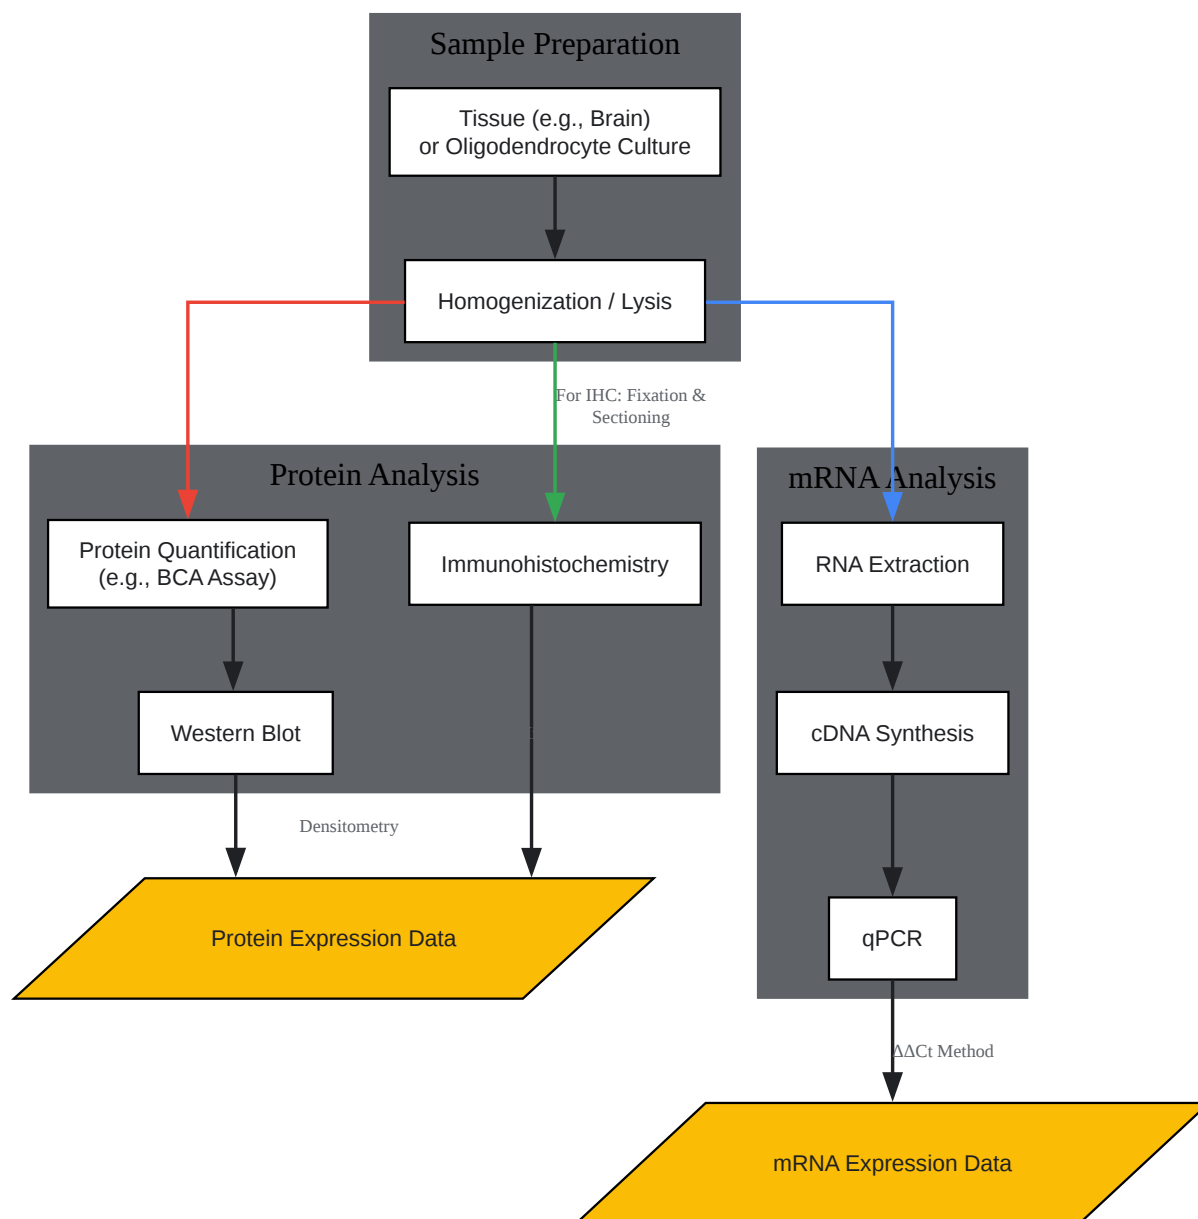 Sample Preparation
Tissue (e.g., Brain)
or Oligodendrocyte Culture
Homogenization / Lysis
For IHC: Fixation &
Sectioning
Protein Analysis
mRNA Analysis
Protein Quantification
(e.g., BCA Assay)
Immunohistochemistry
RNA Extraction
Western Blot
cDNA Synthesis
Densitometry
Protein Expression Data
qPCR
ΔΔCt Method
mRNA Expression Data